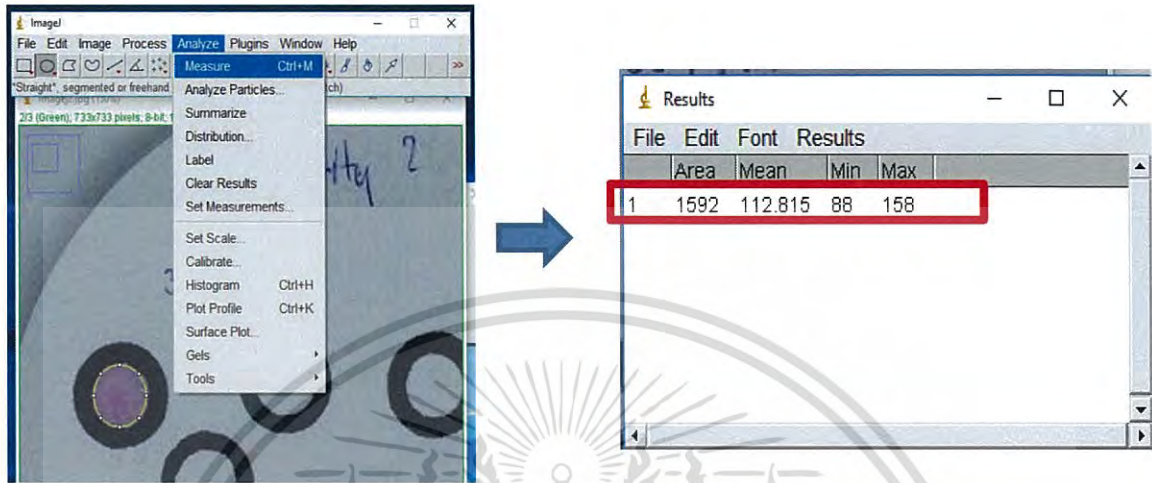 ImageJ
File Edit Image Process Analyze Plugins Window Help
"Straight", segmented or freehand
2/3 (Green); 733x733 pixels; 8-bit;
2
Measure Ctrl+M
Analyze Particles...
Summarize
Distribution...
Label
Clear Results
Set Measurements...
Set Scale...
Calibrate...
Histogram Ctrl+H
Plot Profile Ctrl+K
Surface Plot...
Gels
Tools
Results
File Edit Font Results
Area Mean Min Max
1 1592 112.815 88 158